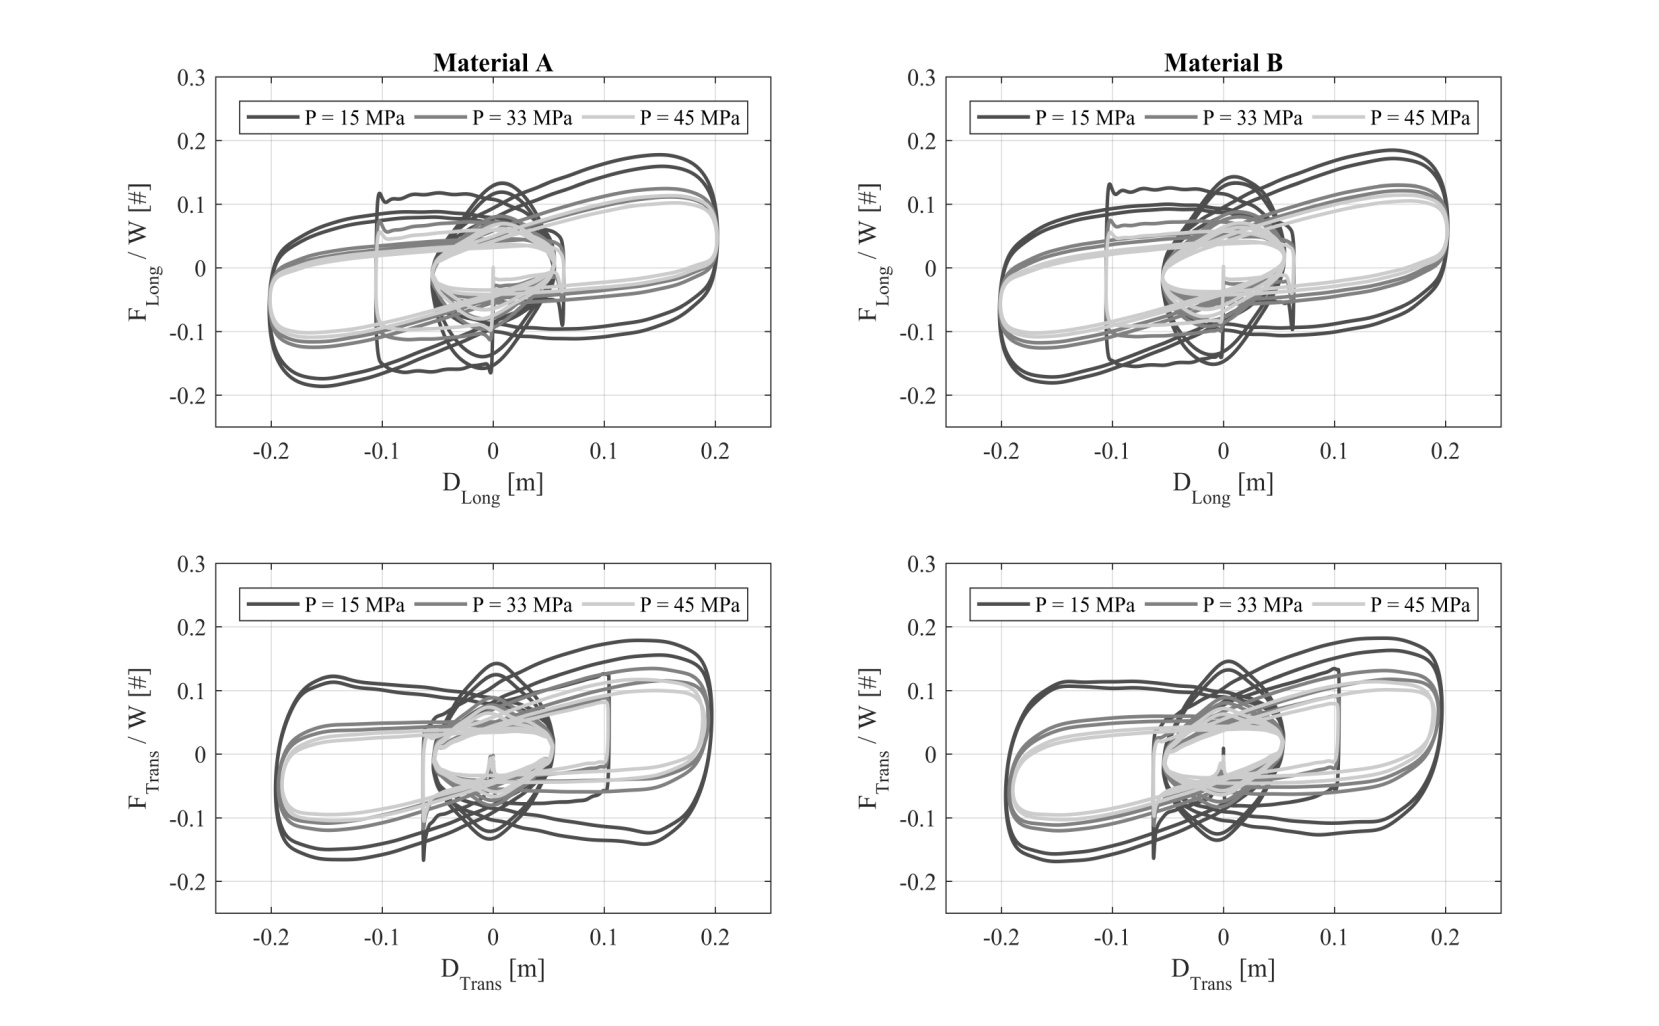 Material A
0.3
P = 15 MPa P = 33 MPa P = 45 MPa
0.2
0.1
0
-0.1
-0.2
F_Long / W [#]
-0.2 -0.1 0 0.1 0.2
D_Long [m]
Material B
0.3
P = 15 MPa P = 33 MPa P = 45 MPa
0.2
0.1
0
-0.1
-0.2
F_Long / W [#]
-0.2 -0.1 0 0.1 0.2
D_Long [m]
0.3
P = 15 MPa P = 33 MPa P = 45 MPa
0.2
0.1
0
-0.1
-0.2
F_Trans / W [#]
-0.2 -0.1 0 0.1 0.2
D_Trans [m]
0.3
P = 15 MPa P = 33 MPa P = 45 MPa
0.2
0.1
0
-0.1
-0.2
F_Trans / W [#]
-0.2 -0.1 0 0.1 0.2
D_Trans [m]